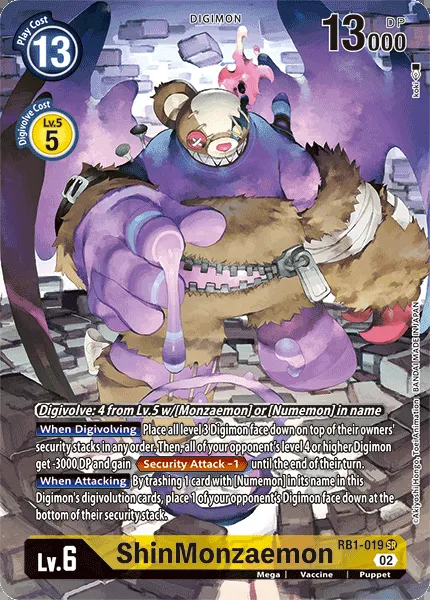 Play Cost
13
DIGIMON
DP
13000
koki
Digivolve Cost
Lv.5
5
(Digivolve: 4 from Lv.5 w/[Monzaemon] or [Numemon] in name
When Digivolving Place all level 3 Digimon face down on top of their owners'
security stacks in any order. Then, all of your opponent's level 4 or higher Digimon
get -3000 DP and gain Security Attack -1 until the end of their turn.
When Attacking By trashing 1 card with [Numemon] in its name in this
Digimon's digivolution cards, place 1 of your opponent's Digimon face down at the
bottom of their security stack.
©Akiyoshi Hongo, Toei Animation BANDAI MADE IN JAPAN
Lv.6
ShinMonzaemon
RB1-019 SR
02
Mega | Vaccine | Puppet